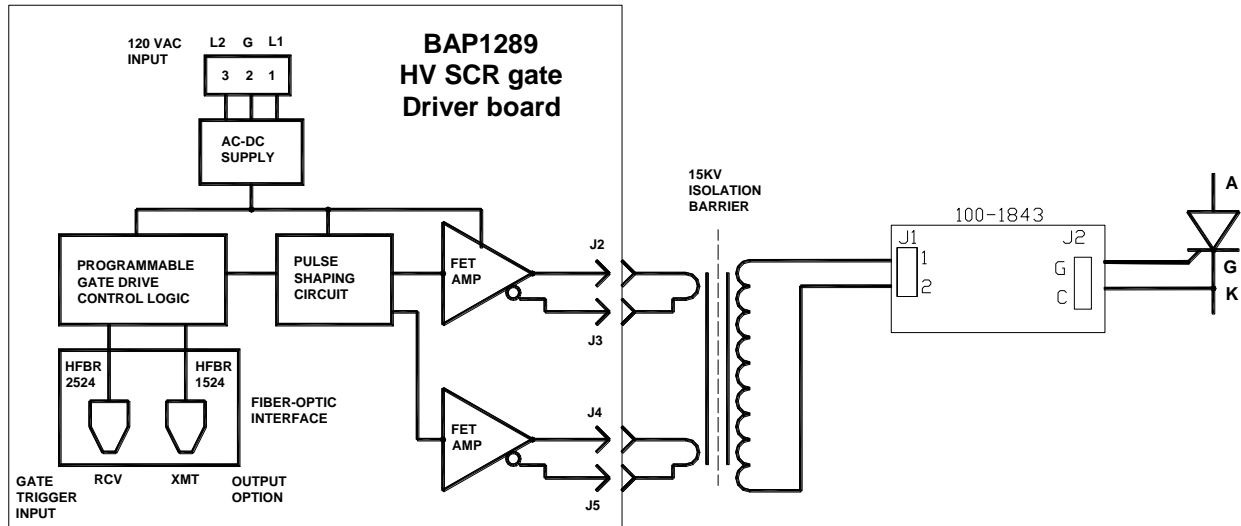 BAP1289
HV SCR gate
Driver board
120 VAC
INPUT
L2 G L1
3 2 1
AC-DC
SUPPLY
PROGRAMMABLE
GATE DRIVE
CONTROL LOGIC
PULSE
SHAPING
CIRCUIT
FET
AMP
J2
J3
15KV
ISOLATION
BARRIER
100-1843
J1
1
2
J2
G
C
A
G
K
HFBR
2524
HFBR
1524
FIBER-OPTIC
INTERFACE
FET
AMP
J4
J5
GATE
TRIGGER
INPUT
RCV
XMT
OUTPUT
OPTION